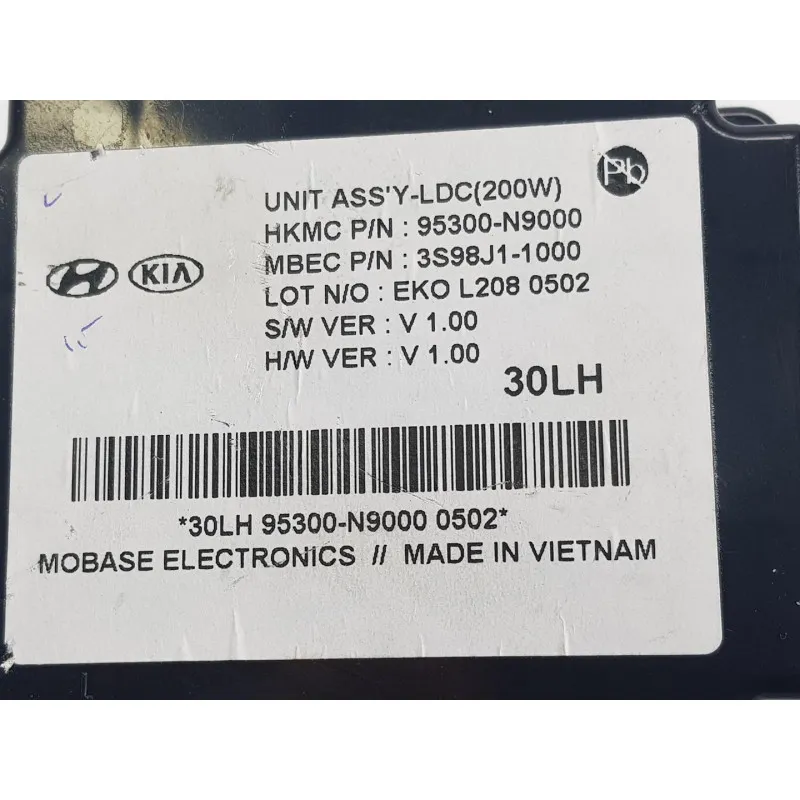 Pb
UNIT ASS'Y-LDC(200W)
HKMC P/N : 95300-N9000
MBEC P/N : 3S98J1-1000
KIA
LOT N/O : EKO L208 0502
S/W VER : V 1.00
H/W VER : V 1.00
30LH
*30LH 95300-N9000 0502*
MOBASE ELECTRONICS // MADE IN VIETNAM